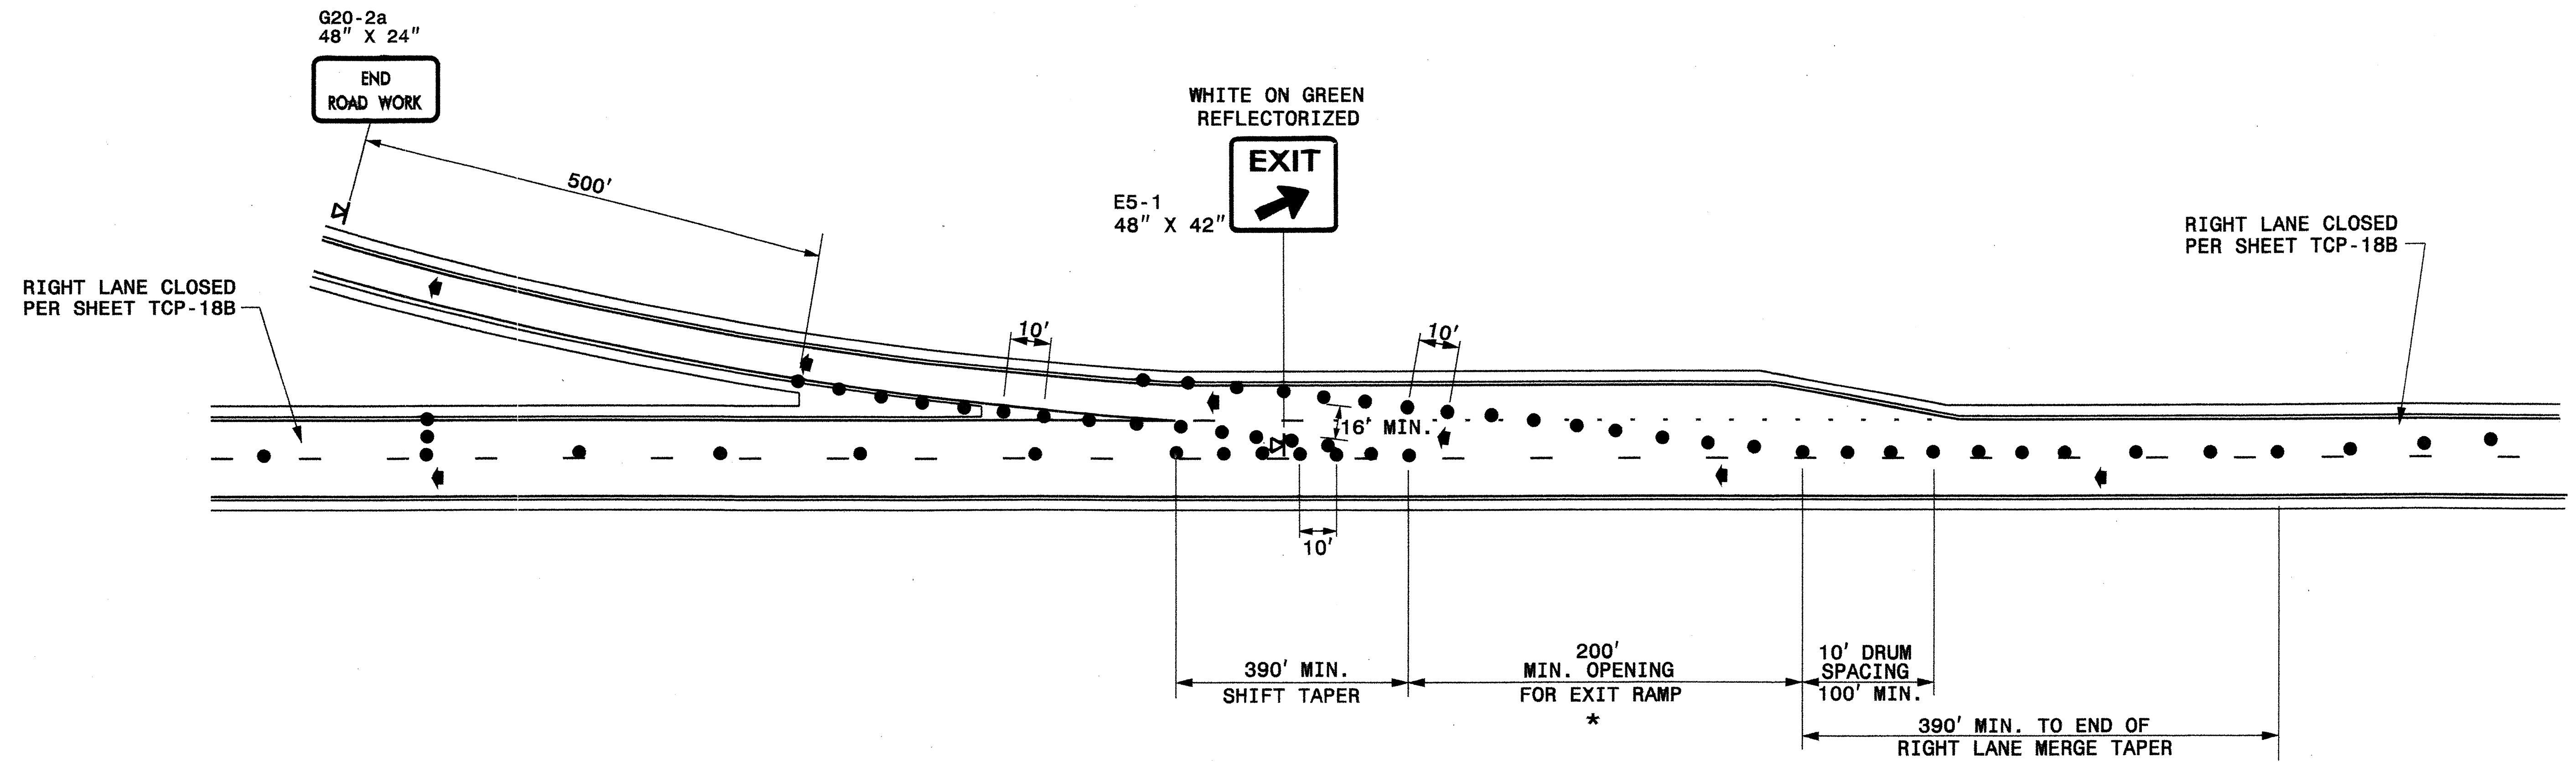 G20-2a
48" X 24"
END
ROAD WORK
500'
WHITE ON GREEN
REFLECTORIZED
EXIT
E5-1
48" X 42"
RIGHT LANE CLOSED
PER SHEET TCP-18B
RIGHT LANE CLOSED
PER SHEET TCP-18B
10'
10'
16' MIN.
10'
390' MIN.
SHIFT TAPER
200'
MIN. OPENING
FOR EXIT RAMP
*
10' DRUM
SPACING
100' MIN.
390' MIN. TO END OF
RIGHT LANE MERGE TAPER